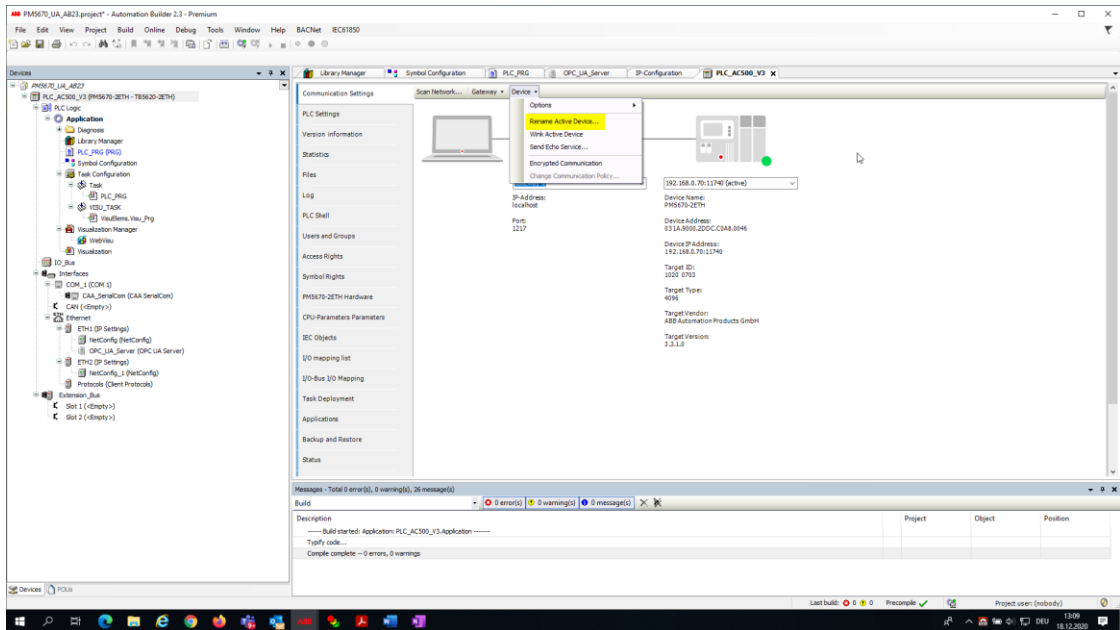 PM5670_UA_AB23.project* - Automation Builder 2.3 - Premium
File Edit View Project Build Online Debug Tools Window Help BACNet IEC61850
Devices
Library Manager Symbol Configuration PLC_PRG OPC_UA_Server IP-Configuration PLC_AC500_V3
PM5670_UA_AB23
PLC_AC500_V3 (PM5670-2ETH - TB5620-2ETH)
PLC Logic
Application
Diagnosis
Library Manager
PLC_PRG (PRG)
Symbol Configuration
Task Configuration
Task
PLC_PRG
VISU_TASK
VisuElems.Visu_Prg
Visualization Manager
WebVisu
Visualization
IO_Bus
Interfaces
COM_1 (COM 1)
CAA_SerialCom (CAA SerialCom)
CAN (<Empty>)
Ethernet
ETH1 (IP Settings)
NetConfig (NetConfig)
OPC_UA_Server (OPC UA Server)
ETH2 (IP Settings)
NetConfig_1 (NetConfig)
Protocols (Client Protocols)
Extension_Bus
Slot 1 (<Empty>)
Slot 2 (<Empty>)
Devices POUs
Communication Settings
PLC Settings
Version information
Statistics
Files
Log
PLC Shell
Users and Groups
Access Rights
Symbol Rights
PM5670-2ETH Hardware
CPU-Parameters Parameters
IEC Objects
I/O mapping list
I/O-Bus I/O Mapping
Task Deployment
Applications
Backup and Restore
Status
Scan Network... Gateway Device
Options
Rename Active Device...
Wink Active Device
Send Echo Service...
Encrypted Communication
Change Communication Policy...
IP-Address:
localhost
Port:
1217
192.168.0.70:11740 (active)
Device Name:
PM5670-2ETH
Device Address:
031A.9000.2DDC.C0A8.0046
Device IP Address:
192.168.0.70:11740
Target ID:
1020 0703
Target Type:
4096
Target Vendor:
ABB Automation Products GmbH
Target Version:
3.3.1.0
Messages - Total 0 error(s), 0 warning(s), 26 message(s)
Build 0 error(s) 0 warning(s) 0 message(s)
Description Project Object Position
------ Build started: Application: PLC_AC500_V3.Application -------
Typify code...
Compile complete -- 0 errors, 0 warnings
Last build: 0 0 Precompile Project user: (nobody)
ABB
DEU 13:09
18.12.2020